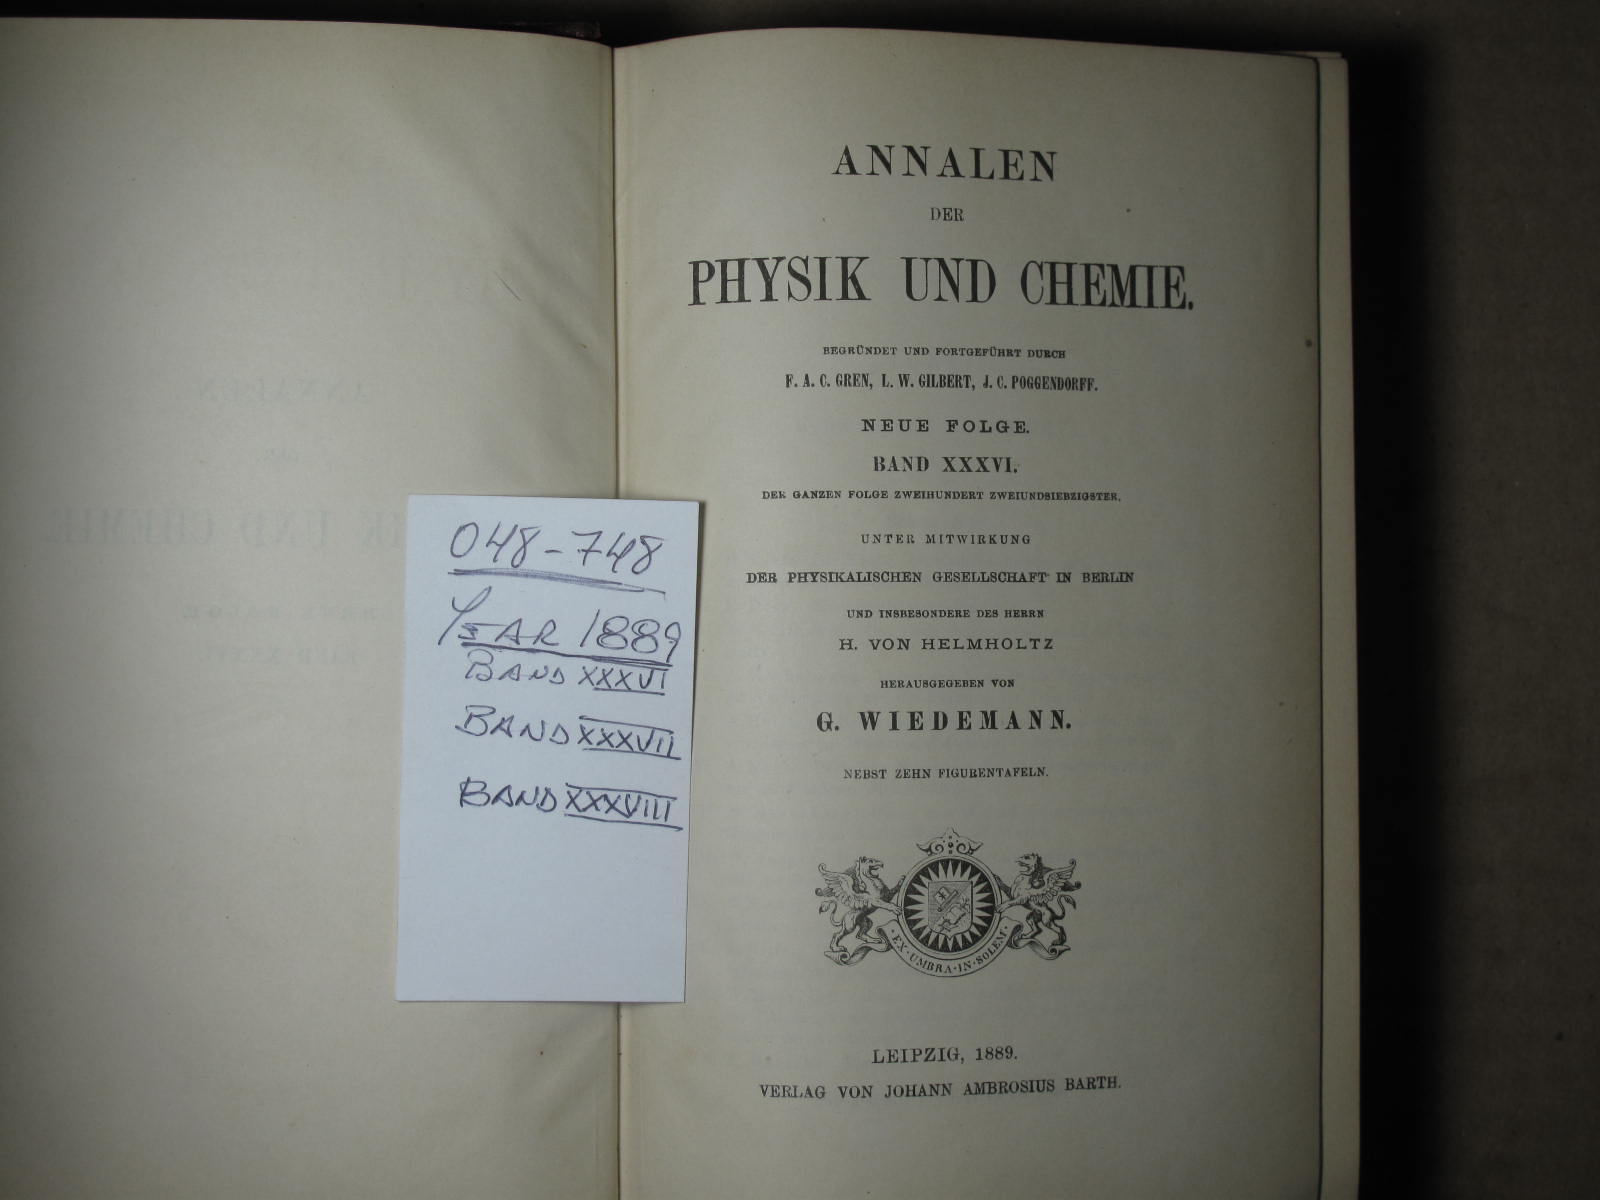 ANNALEN
DER
PHYSIK UND CHEMIE.
BEGRÜNDET UND FORTGEFÜHRT DURCH
F. A. C. GREN, L. W. GILBERT, J. C. POGGENDORFF.
NEUE FOLGE.
BAND XXXVI.
DER GANZEN FOLGE ZWEIHUNDERT ZWEIUNDSIEBZIGSTER.
UNTER MITWIRKUNG
DER PHYSIKALISCHEN GESELLSCHAFT IN BERLIN
UND INSBESONDERE DES HERRN
H. VON HELMHOLTZ
HERAUSGEGEBEN VON
G. WIEDEMANN.
NEBST ZEHN FIGURENTAFELN.
·EX·UMBRA·IN·SOLEM·
LEIPZIG, 1889.
VERLAG VON JOHANN AMBROSIUS BARTH.
048-748
YEAR 1889
BAND XXXVI
BAND XXXVII
BAND XXXVIII